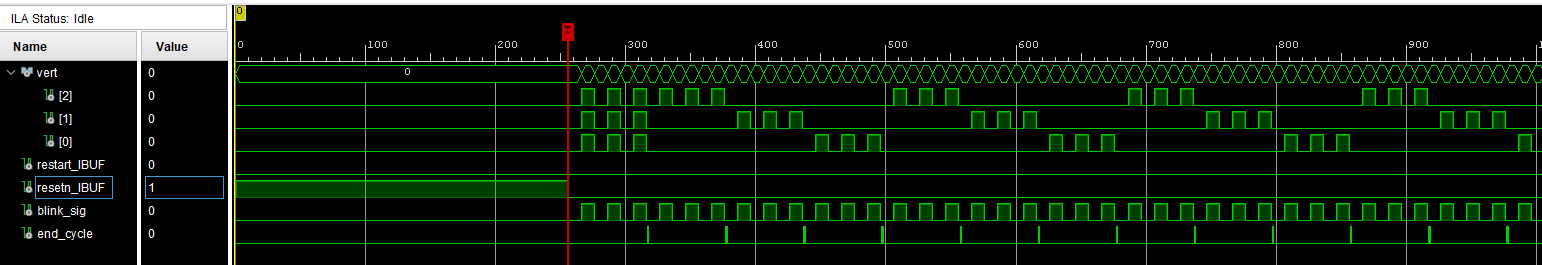 ILA Status: Idle
0
Name Value
0 100 200 300 400 500 600 700 800 900
vert 0 0
[2] 0
[1] 0
[0] 0
restart_IBUF 0
resetn_IBUF 1
blink_sig 0
end_cycle 0